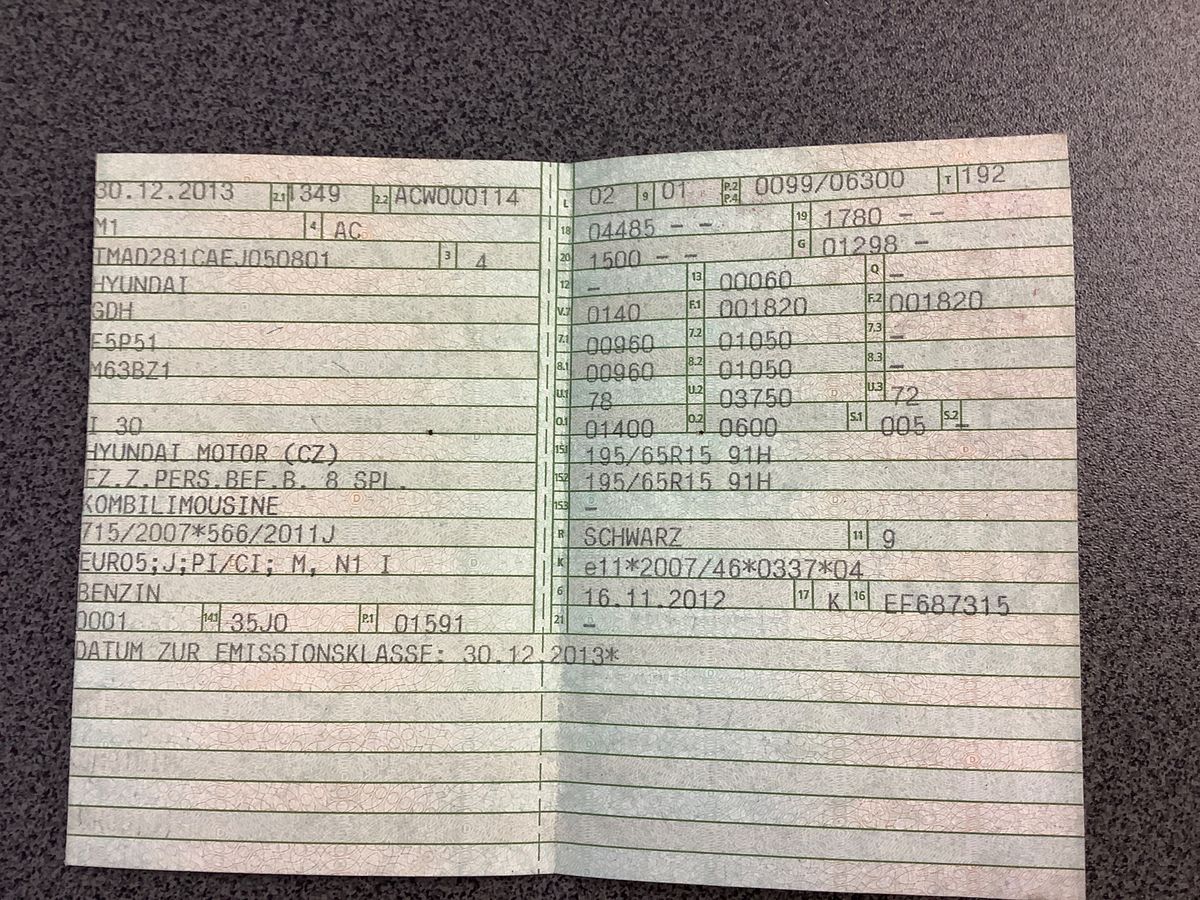 30.12.2013 2.1 1349 2.2 ACW000114
M1 4 AC
TMAD281CAEJ050801 3 4
HYUNDAI
GDH
F5P51
M63BZ1
I 30
HYUNDAI MOTOR (CZ)
FZ.Z.PERS.BEF.B. 8 SPL.
KOMBILIMOUSINE
715/2007*566/2011J
EURO5;J;PI/CI; M, N1 I
BENZIN
0001 14.1 35J0 P.1 01591
DATUM ZUR EMISSIONSKLASSE: 30.12.2013*
L 02 9 01 P.2 P.4 0099/06300 T 192
18 04485 – – 19 1780 – –
20 1500 – – G 01298 –
12 – 13 00060 Q –
V.7 0140 F.1 001820 F.2 001820
7.1 00960 7.2 01050 7.3 –
8.1 00960 8.2 01050 8.3 –
U.1 78 U.2 03750 U.3 72
O.1 01400 O.2 0600 S.1 005 S.2 –
15.1 195/65R15 91H
15.2 195/65R15 91H
15.3 –
R SCHWARZ 11 9
K e11*2007/46*0337*04
6 16.11.2012 17 K 16 EF687315
21 –